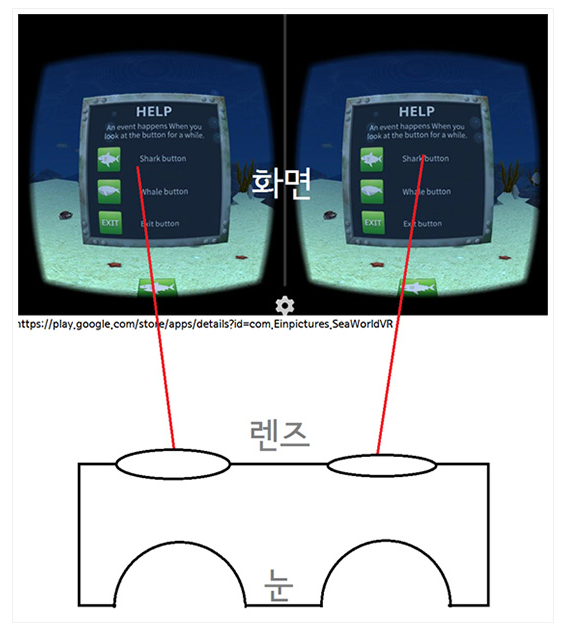 HELP
An event happens When you
look at the button for a while.
Shark button
Whale button
EXIT Exit button
HELP
An event happens When you
look at the button for a while.
Shark button
Whale button
EXIT Exit button
화면
https://play.google.com/store/apps/details?id=com.Einpictures.SeaWorldVR
렌즈
눈